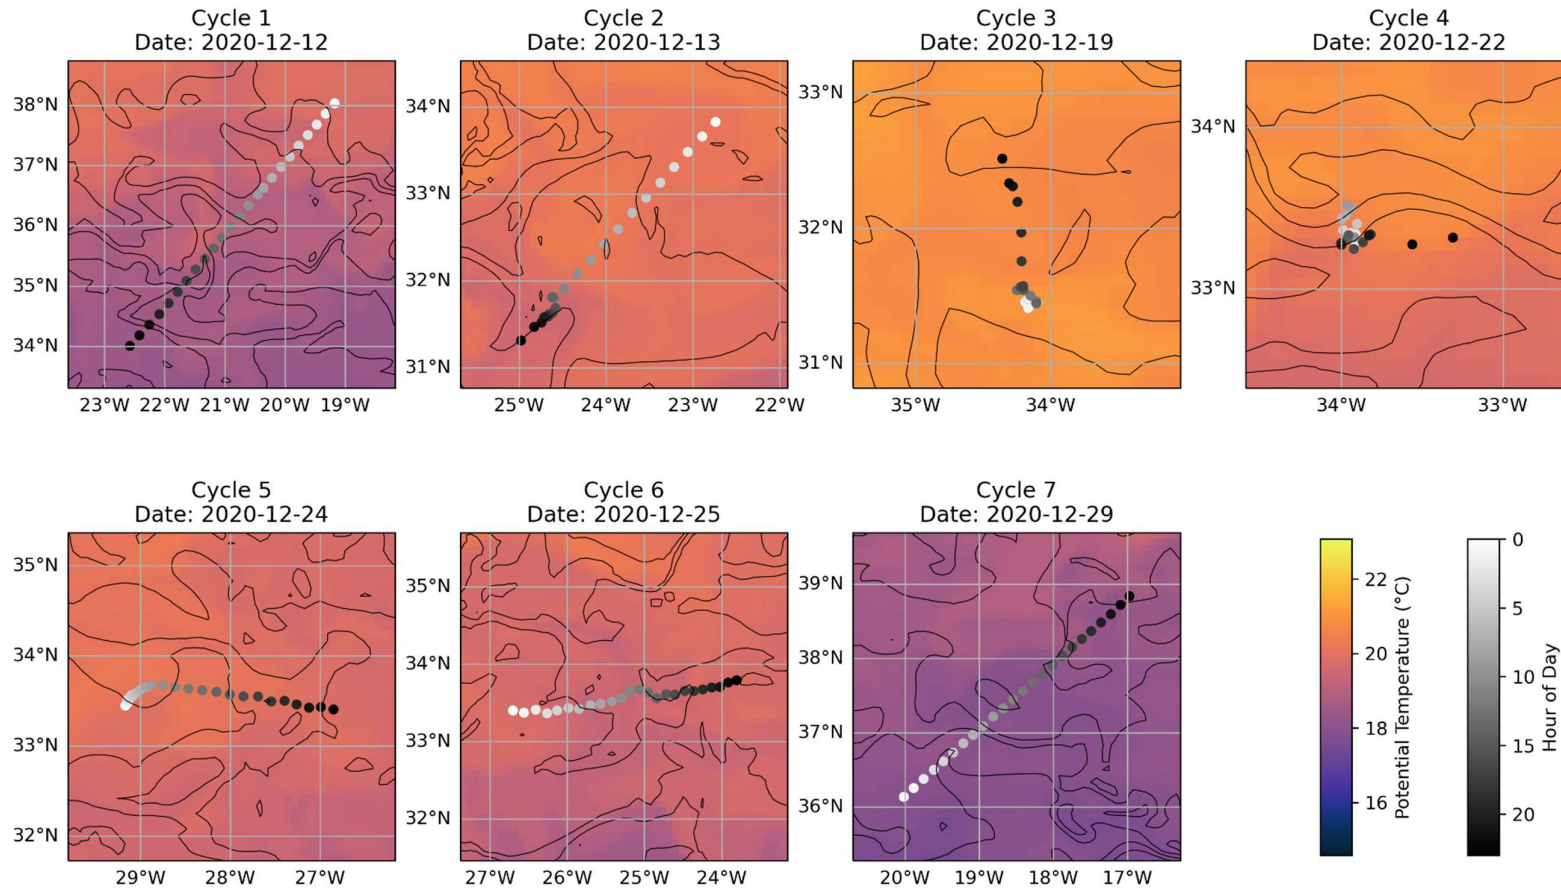 Cycle 1
Date: 2020-12-12
Cycle 2
Date: 2020-12-13
Cycle 3
Date: 2020-12-19
Cycle 4
Date: 2020-12-22
38°N
37°N
36°N
35°N
34°N
23°W 22°W 21°W 20°W 19°W
34°N
33°N
32°N
31°N
25°W 24°W 23°W 22°W
33°N
32°N
31°N
35°W 34°W
34°N
33°N
34°W 33°W
Cycle 5
Date: 2020-12-24
Cycle 6
Date: 2020-12-25
Cycle 7
Date: 2020-12-29
35°N
34°N
33°N
32°N
29°W 28°W 27°W
35°N
34°N
33°N
32°N
27°W 26°W 25°W 24°W
39°N
38°N
37°N
36°N
20°W 19°W 18°W 17°W
22
20
18
16
Potential Temperature (°C)
0
5
10
15
20
Hour of Day